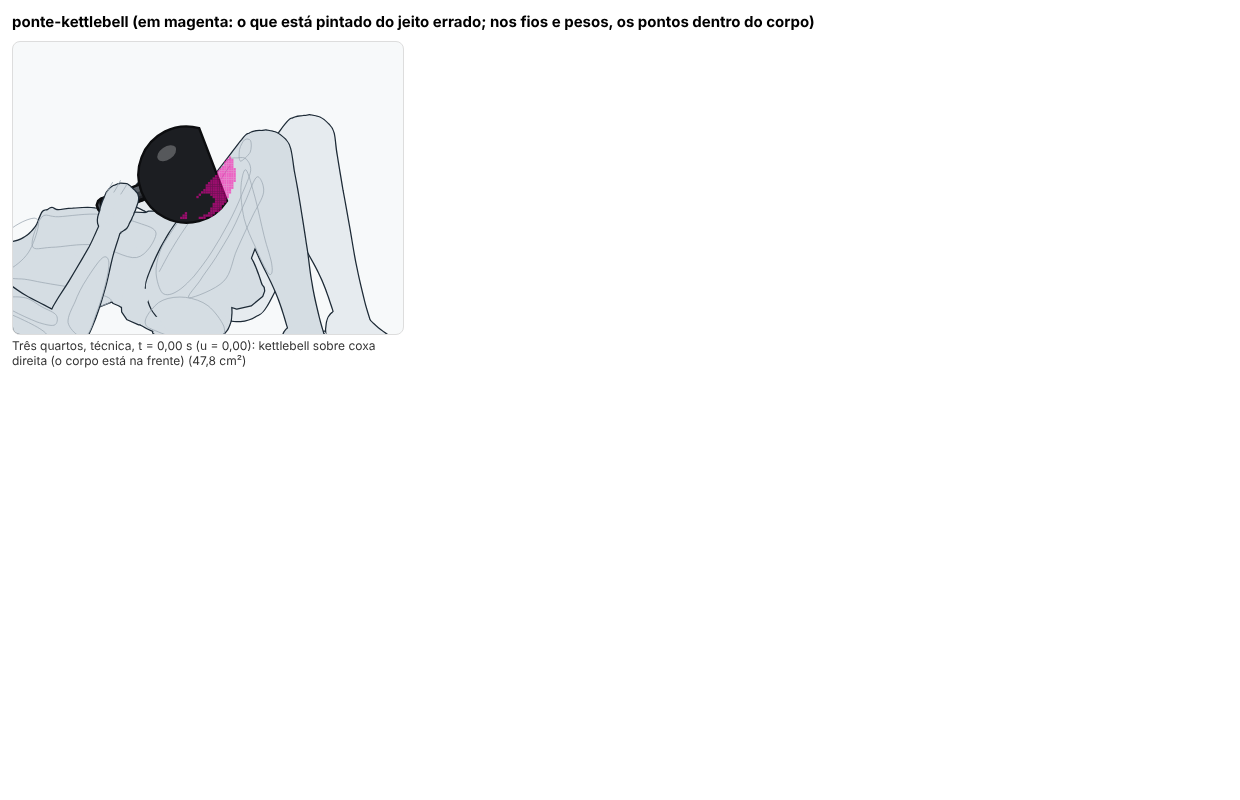 ponte-kettlebell (em magenta: o que está pintado do jeito errado; nos fios e pesos, os pontos dentro do corpo)
Três quartos, técnica, t = 0,00 s (u = 0,00): kettlebell sobre coxa
direita (o corpo está na frente) (47,8 cm²)